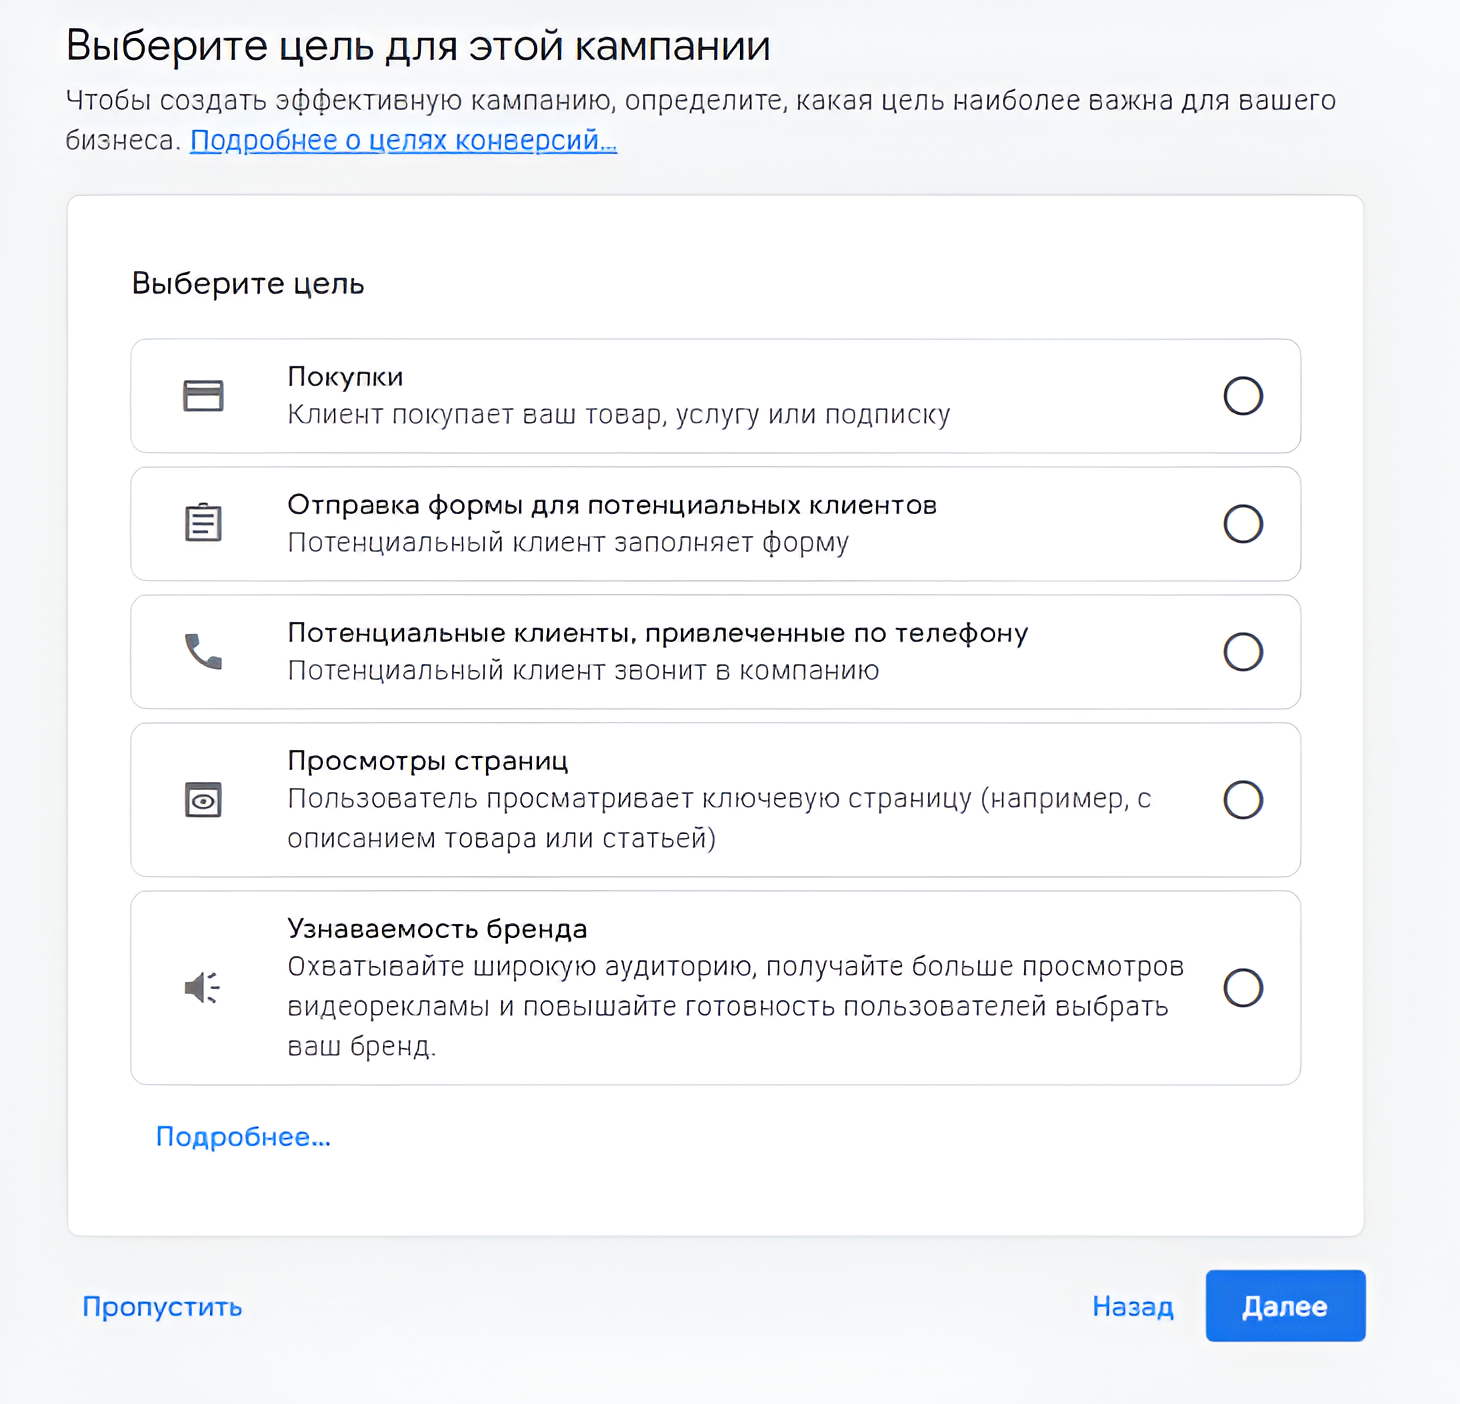 Выберите цель для этой кампании
Чтобы создать эффективную кампанию, определите, какая цель наиболее важна для вашего
бизнеса. Подробнее о целях конверсий...
Выберите цель
Покупки
Клиент покупает ваш товар, услугу или подписку
Отправка формы для потенциальных клиентов
Потенциальный клиент заполняет форму
Потенциальные клиенты, привлеченные по телефону
Потенциальный клиент звонит в компанию
Просмотры страниц
Пользователь просматривает ключевую страницу (например, с
описанием товара или статьей)
Узнаваемость бренда
Охватывайте широкую аудиторию, получайте больше просмотров
видеорекламы и повышайте готовность пользователей выбрать
ваш бренд.
Подробнее...
Пропустить
Назад
Далее